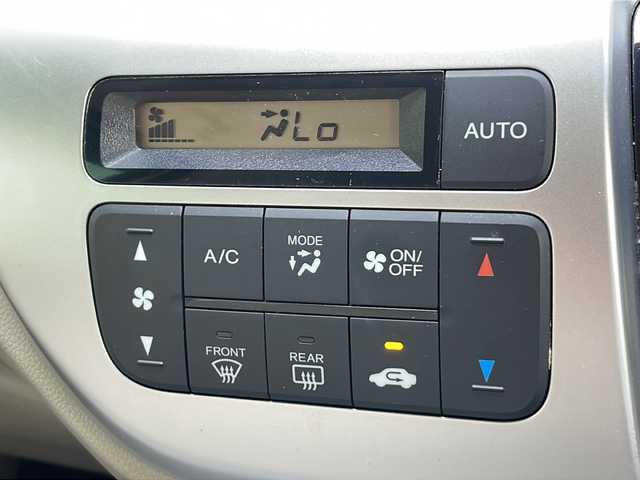 Lo
AUTO
A/C
MODE
ON/
OFF
FRONT
REAR